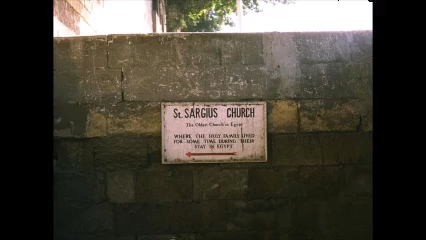 St. SARGIUS CHURCH
The Oldest Church in Egypt
WHERE THE HOLY FAMILY LIVED
FOR SOME TIME DURING THEIR
STAY IN EGYPT